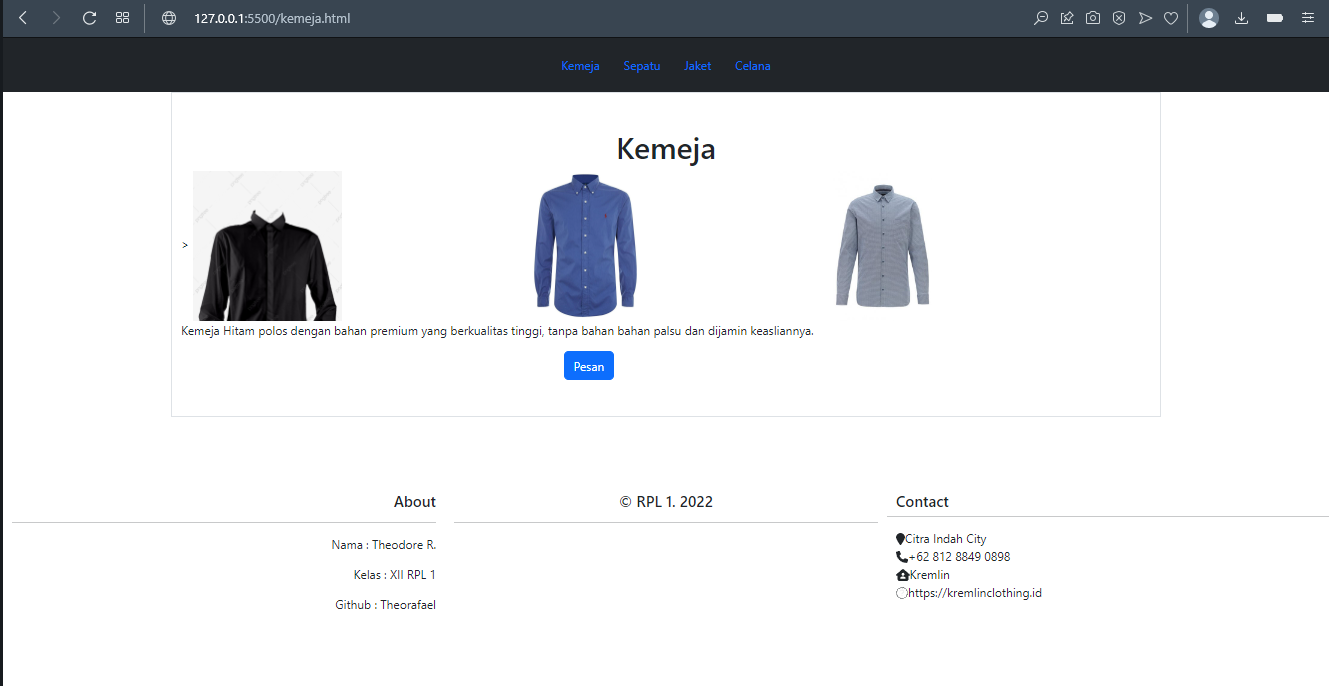 127.0.0.1:5500/kemeja.html
Kemeja Sepatu Jaket Celana
Kemeja
>
Kemeja Hitam polos dengan bahan premium yang berkualitas tinggi, tanpa bahan bahan palsu dan dijamin keasliannya.
Pesan
About
Nama : Theodore R.
Kelas : XII RPL 1
Github : Theorafael
© RPL 1. 2022
Contact
Citra Indah City
+62 812 8849 0898
Kremlin
https://kremlinclothing.id